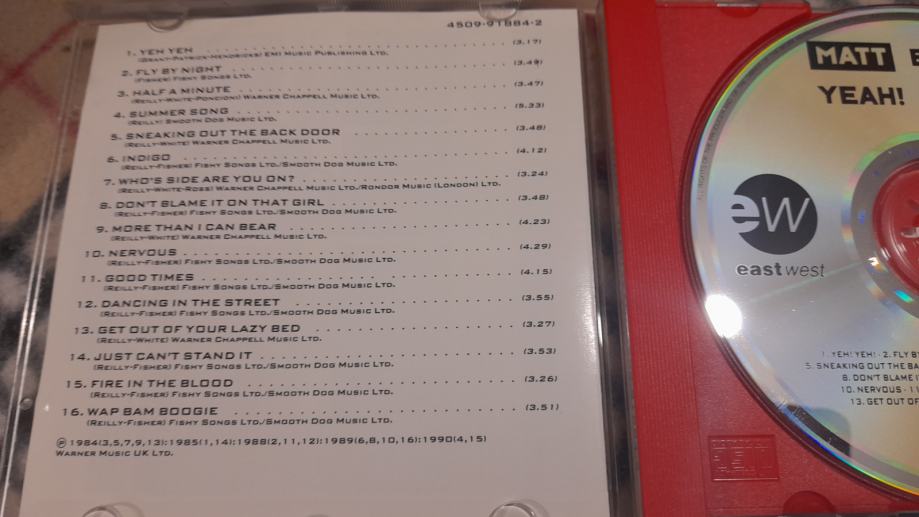 4509-91884-2
1. YEH YEH (3.17)
(GRANT-PATRICK-HENDRICKS) EMI MUSIC PUBLISHING LTD.
2. FLY BY NIGHT (3.49)
(FISHER) FISHY SONGS LTD.
3. HALF A MINUTE (3.47)
(REILLY-WHITE-PONCIONI) WARNER CHAPPELL MUSIC LTD.
4. SUMMER SONG (5.33)
(REILLY) SMOOTH DOG MUSIC LTD.
5. SNEAKING OUT THE BACK DOOR (3.48)
(REILLY-WHITE) WARNER CHAPPELL MUSIC LTD.
6. INDIGO (4.12)
(REILLY-FISHER) FISHY SONGS LTD./SMOOTH DOG MUSIC LTD.
7. WHO'S SIDE ARE YOU ON? (3.24)
(REILLY-WHITE-ROSS) WARNER CHAPPELL MUSIC LTD./RONDOR MUSIC (LONDON) LTD.
8. DON'T BLAME IT ON THAT GIRL (3.48)
(REILLY-FISHER) FISHY SONGS LTD./SMOOTH DOG MUSIC LTD.
9. MORE THAN I CAN BEAR (4.23)
(REILLY-WHITE) WARNER CHAPPELL MUSIC LTD.
10. NERVOUS (4.29)
(REILLY-FISHER) FISHY SONGS LTD./SMOOTH DOG MUSIC LTD.
11. GOOD TIMES (4.15)
(REILLY-FISHER) FISHY SONGS LTD./SMOOTH DOG MUSIC LTD.
12. DANCING IN THE STREET (3.55)
(REILLY-FISHER) FISHY SONGS LTD./SMOOTH DOG MUSIC LTD.
13. GET OUT OF YOUR LAZY BED (3.27)
(REILLY-WHITE) WARNER CHAPPELL MUSIC LTD.
14. JUST CAN'T STAND IT (3.53)
(REILLY-FISHER) FISHY SONGS LTD./SMOOTH DOG MUSIC LTD.
15. FIRE IN THE BLOOD (3.26)
(REILLY-FISHER) FISHY SONGS LTD./SMOOTH DOG MUSIC LTD.
16. WAP BAM BOOGIE (3.51)
(REILLY-FISHER) FISHY SONGS LTD./SMOOTH DOG MUSIC LTD.
℗ 1984(3,5,7,9,13):1985(1,14):1988(2,11,12):1989(6,8,10,16):1990(4,15)
WARNER MUSIC UK LTD.
MATT
YEAH!
ew
eastwest
1. YEH! YEH! · 2. FLY B
5. SNEAKING OUT THE BA
8. DON'T BLAME I
10. NERVOUS · 1
13. GET OUT OF